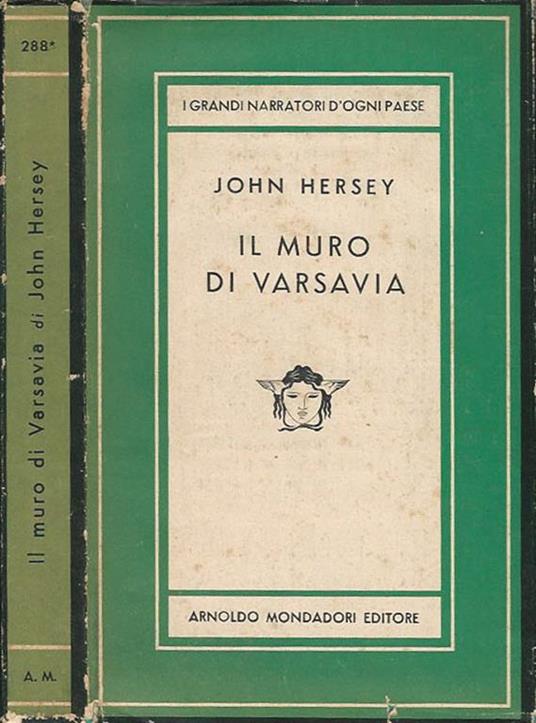 288*
Il muro di Varsavia di John Hersey
A. M.
I GRANDI NARRATORI D'OGNI PAESE
JOHN HERSEY
IL MURO
DI VARSAVIA
ARNOLDO MONDADORI EDITORE